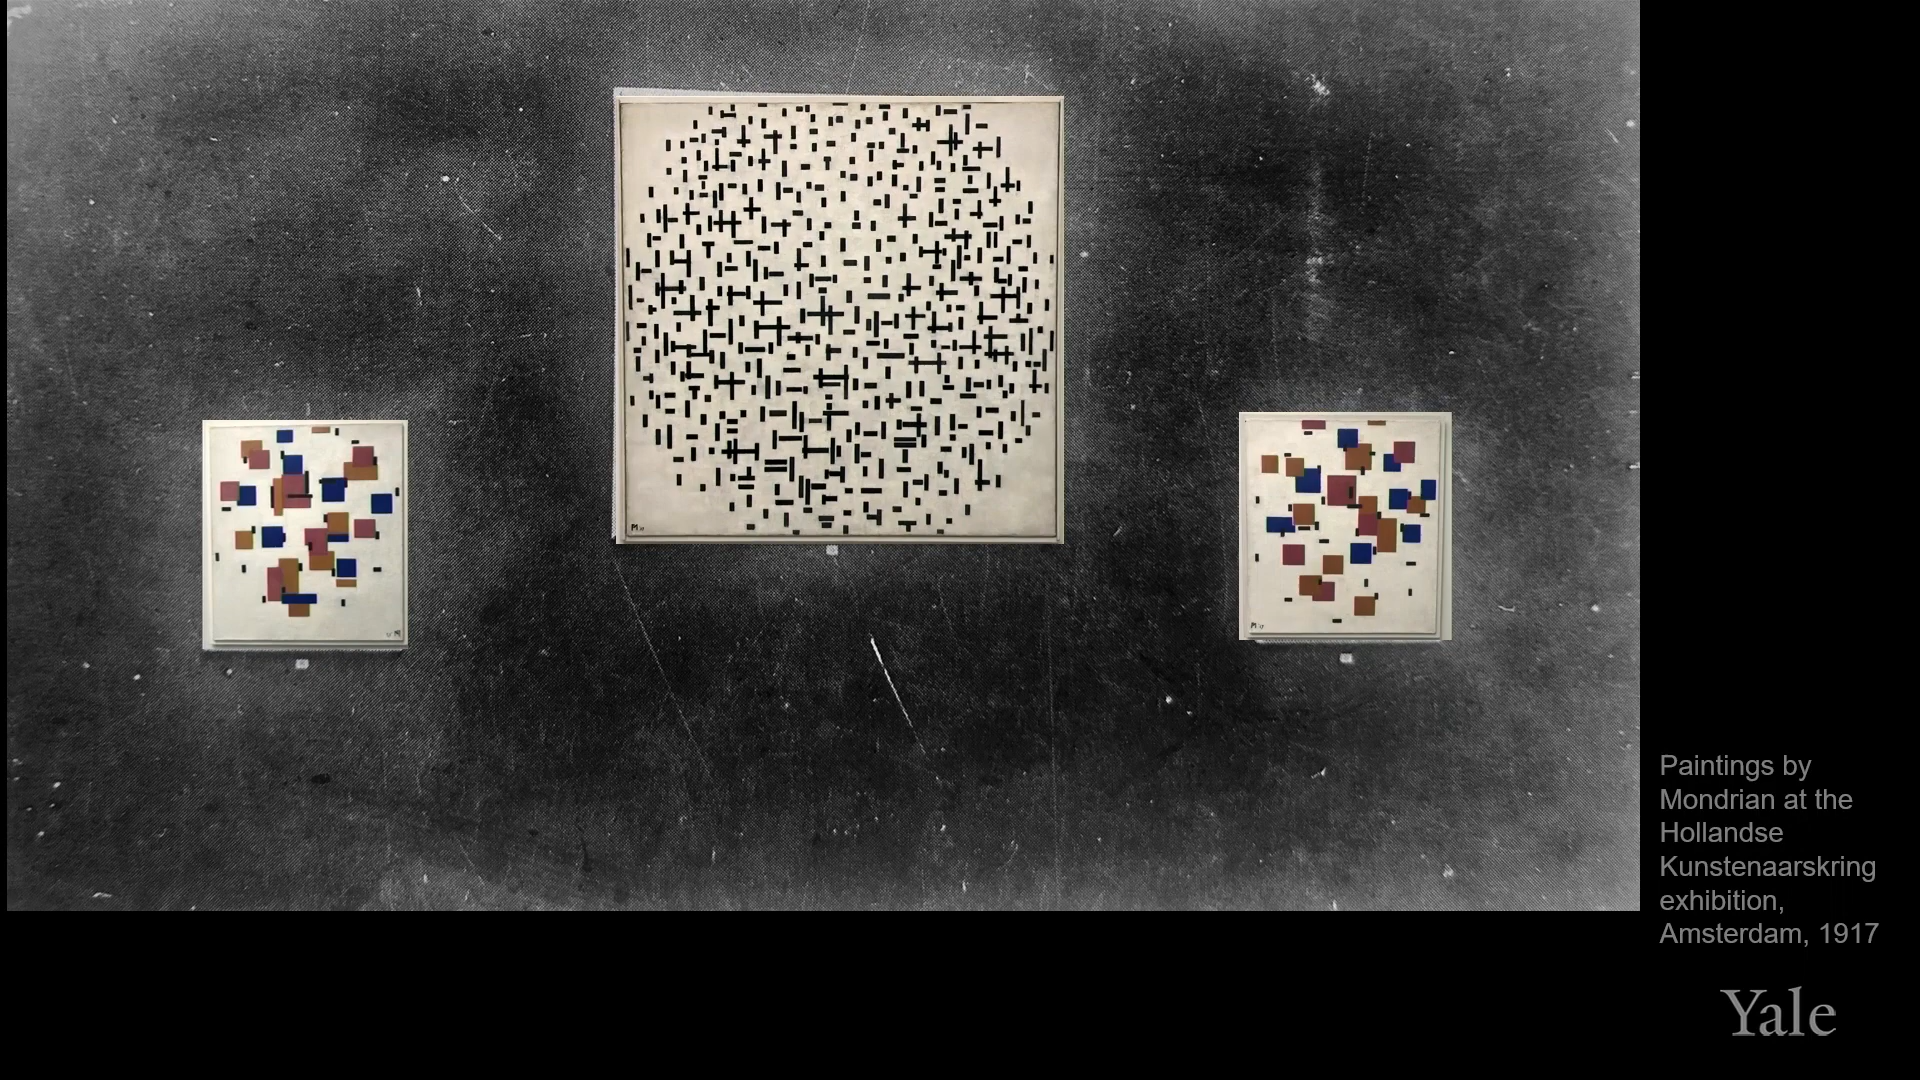 Paintings by
Mondrian at the
Hollandse
Kunstenaarskring
exhibition,
Amsterdam, 1917
Yale